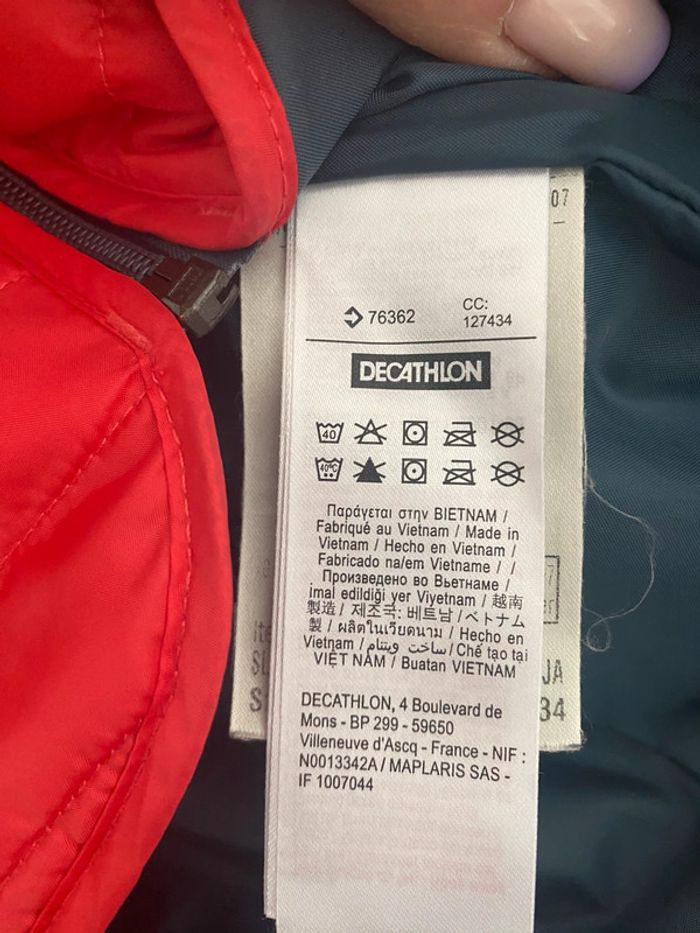 07
76362
CC:
127434
DECATHLON
40
40°C
Παράγεται στην ΒΙΕΤΝΑΜ /
Fabriqué au Vietnam / Made in
Vietnam / Hecho en Vietnam /
Fabricado na/em Vietname / /
Произведено во Вьетнаме /
İmal edildiği yer Viyetnam / 越南
製造 / 제조국: 베트남 / ベトナム
製 / ผลิตในเวียดนาม / Hecho en
Vietnam / ساخت ويتنام / Chế tạo tại
VIỆT NAM / Buatan VIETNAM
DECATHLON, 4 Boulevard de
Mons - BP 299 - 59650
Villeneuve d'Ascq - France - NIF :
N0013342A / MAPLARIS SAS -
IF 1007044
JA
34